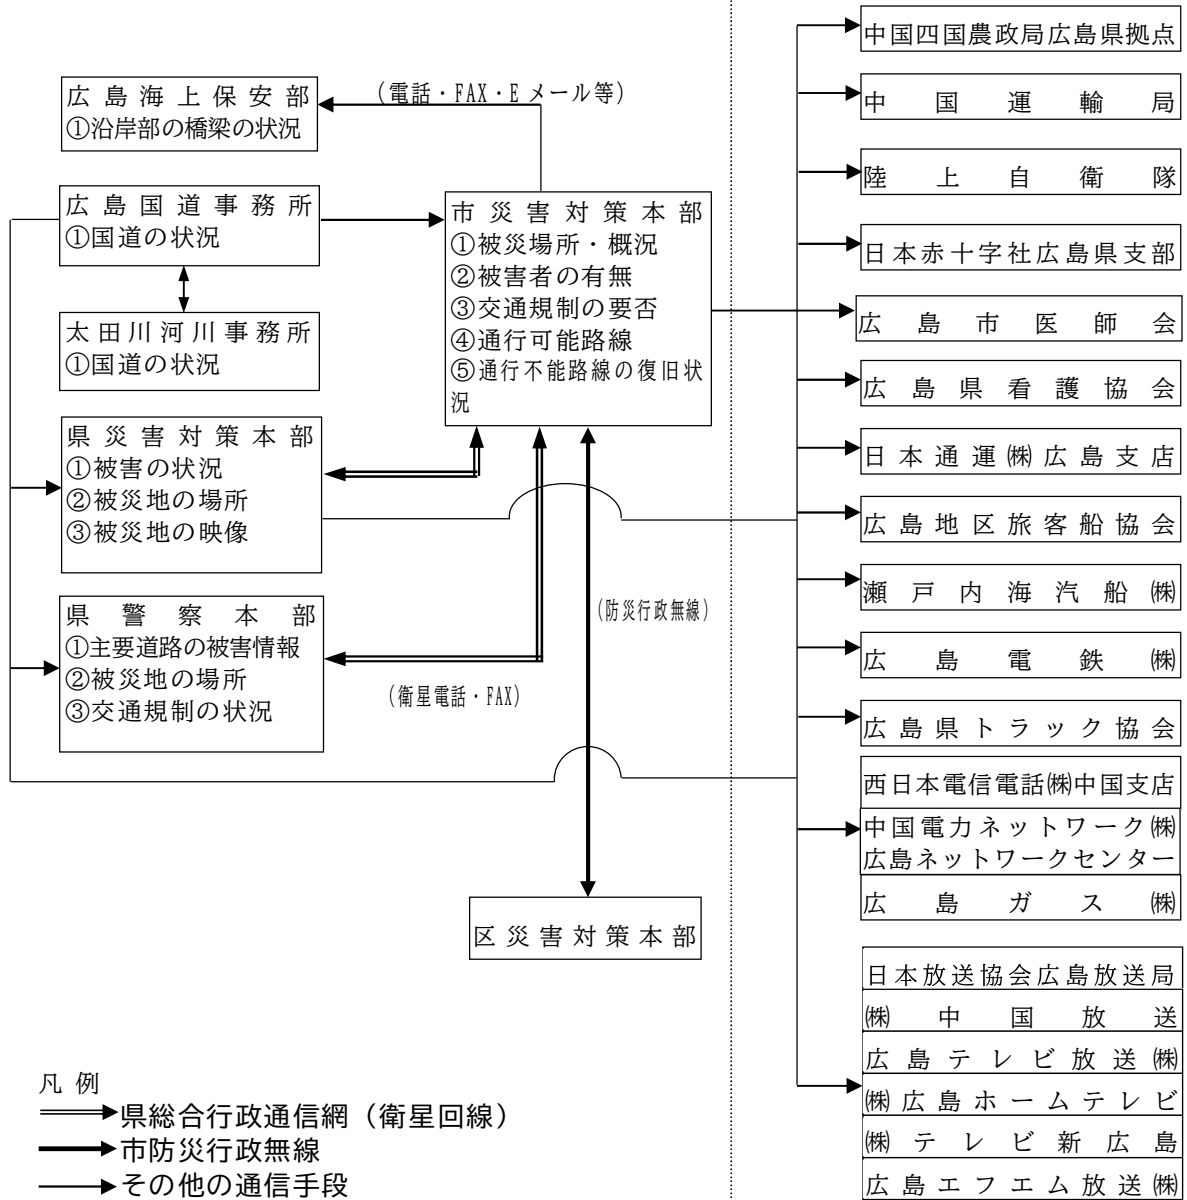 （電話・FAX・Eメール等）
広島海上保安部
①沿岸部の橋梁の状況
広島国道事務所
①国道の状況
太田川河川事務所
①国道の状況
県災害対策本部
①被害の状況
②被災地の場所
③被災地の映像
県警察本部
①主要道路の被害情報
②被災地の場所
③交通規制の状況
市災害対策本部
①被災場所・概況
②被害者の有無
③交通規制の要否
④通行可能路線
⑤通行不能路線の復旧状
況
（防災行政無線）
（衛星電話・FAX）
区災害対策本部
中国四国農政局広島県拠点
中国運輸局
陸上自衛隊
日本赤十字社広島県支部
広島市医師会
広島県看護協会
日本通運㈱広島支店
広島地区旅客船協会
瀬戸内海汽船㈱
広島電鉄㈱
広島県トラック協会
西日本電信電話㈱中国支店
中国電力ネットワーク㈱
広島ネットワークセンター
広島ガス㈱
日本放送協会広島放送局
㈱中国放送
広島テレビ放送㈱
㈱広島ホームテレビ
㈱テレビ新広島
広島エフエム放送㈱
凡例
県総合行政通信網（衛星回線）
市防災行政無線
その他の通信手段